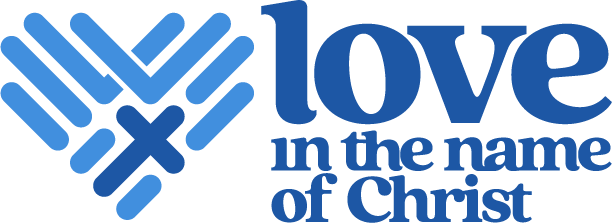 love
in the name
of Christ